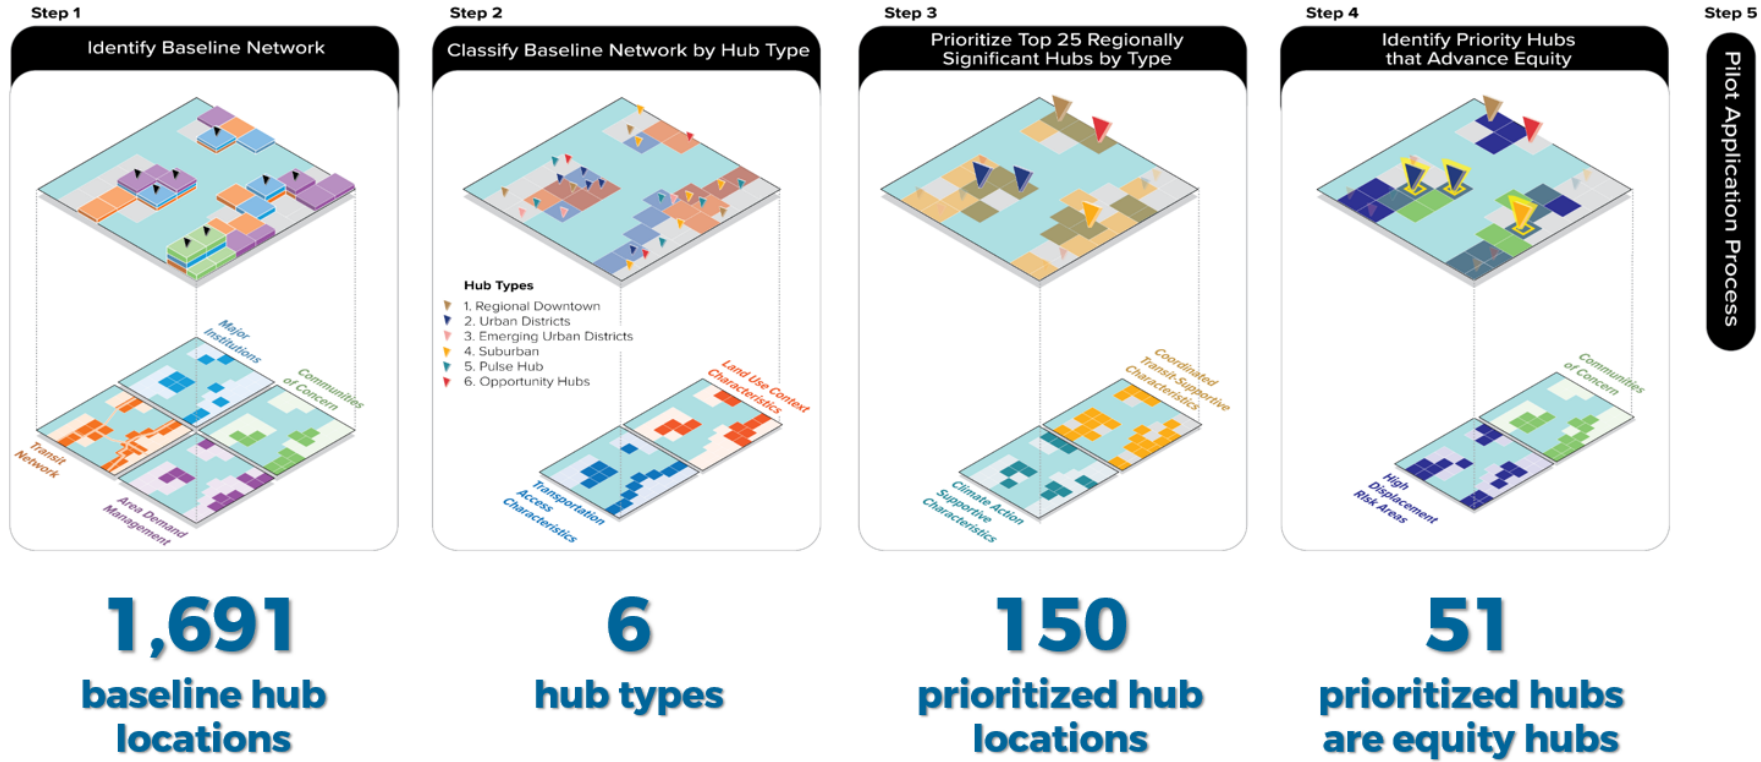 Step 1
Identify Baseline Network
Major
Institutions
Communities
of Concern
Transit
Network
Area Demand
Management
1,691
baseline hub
locations
Step 2
Classify Baseline Network by Hub Type
Hub Types
1. Regional Downtown
2. Urban Districts
3. Emerging Urban Districts
4. Suburban
5. Pulse Hub
6. Opportunity Hubs
Land Use Context
Characteristics
Transportation
Access
Characteristics
6
hub types
Step 3
Prioritize Top 25 Regionally
Significant Hubs by Type
Coordinated
Transit-Supportive
Characteristics
Climate Action
Supportive
Characteristics
150
prioritized hub
locations
Step 4
Identify Priority Hubs
that Advance Equity
Communities
of Concern
High
Displacement
Risk Areas
51
prioritized hubs
are equity hubs
Step 5
Pilot Application Process